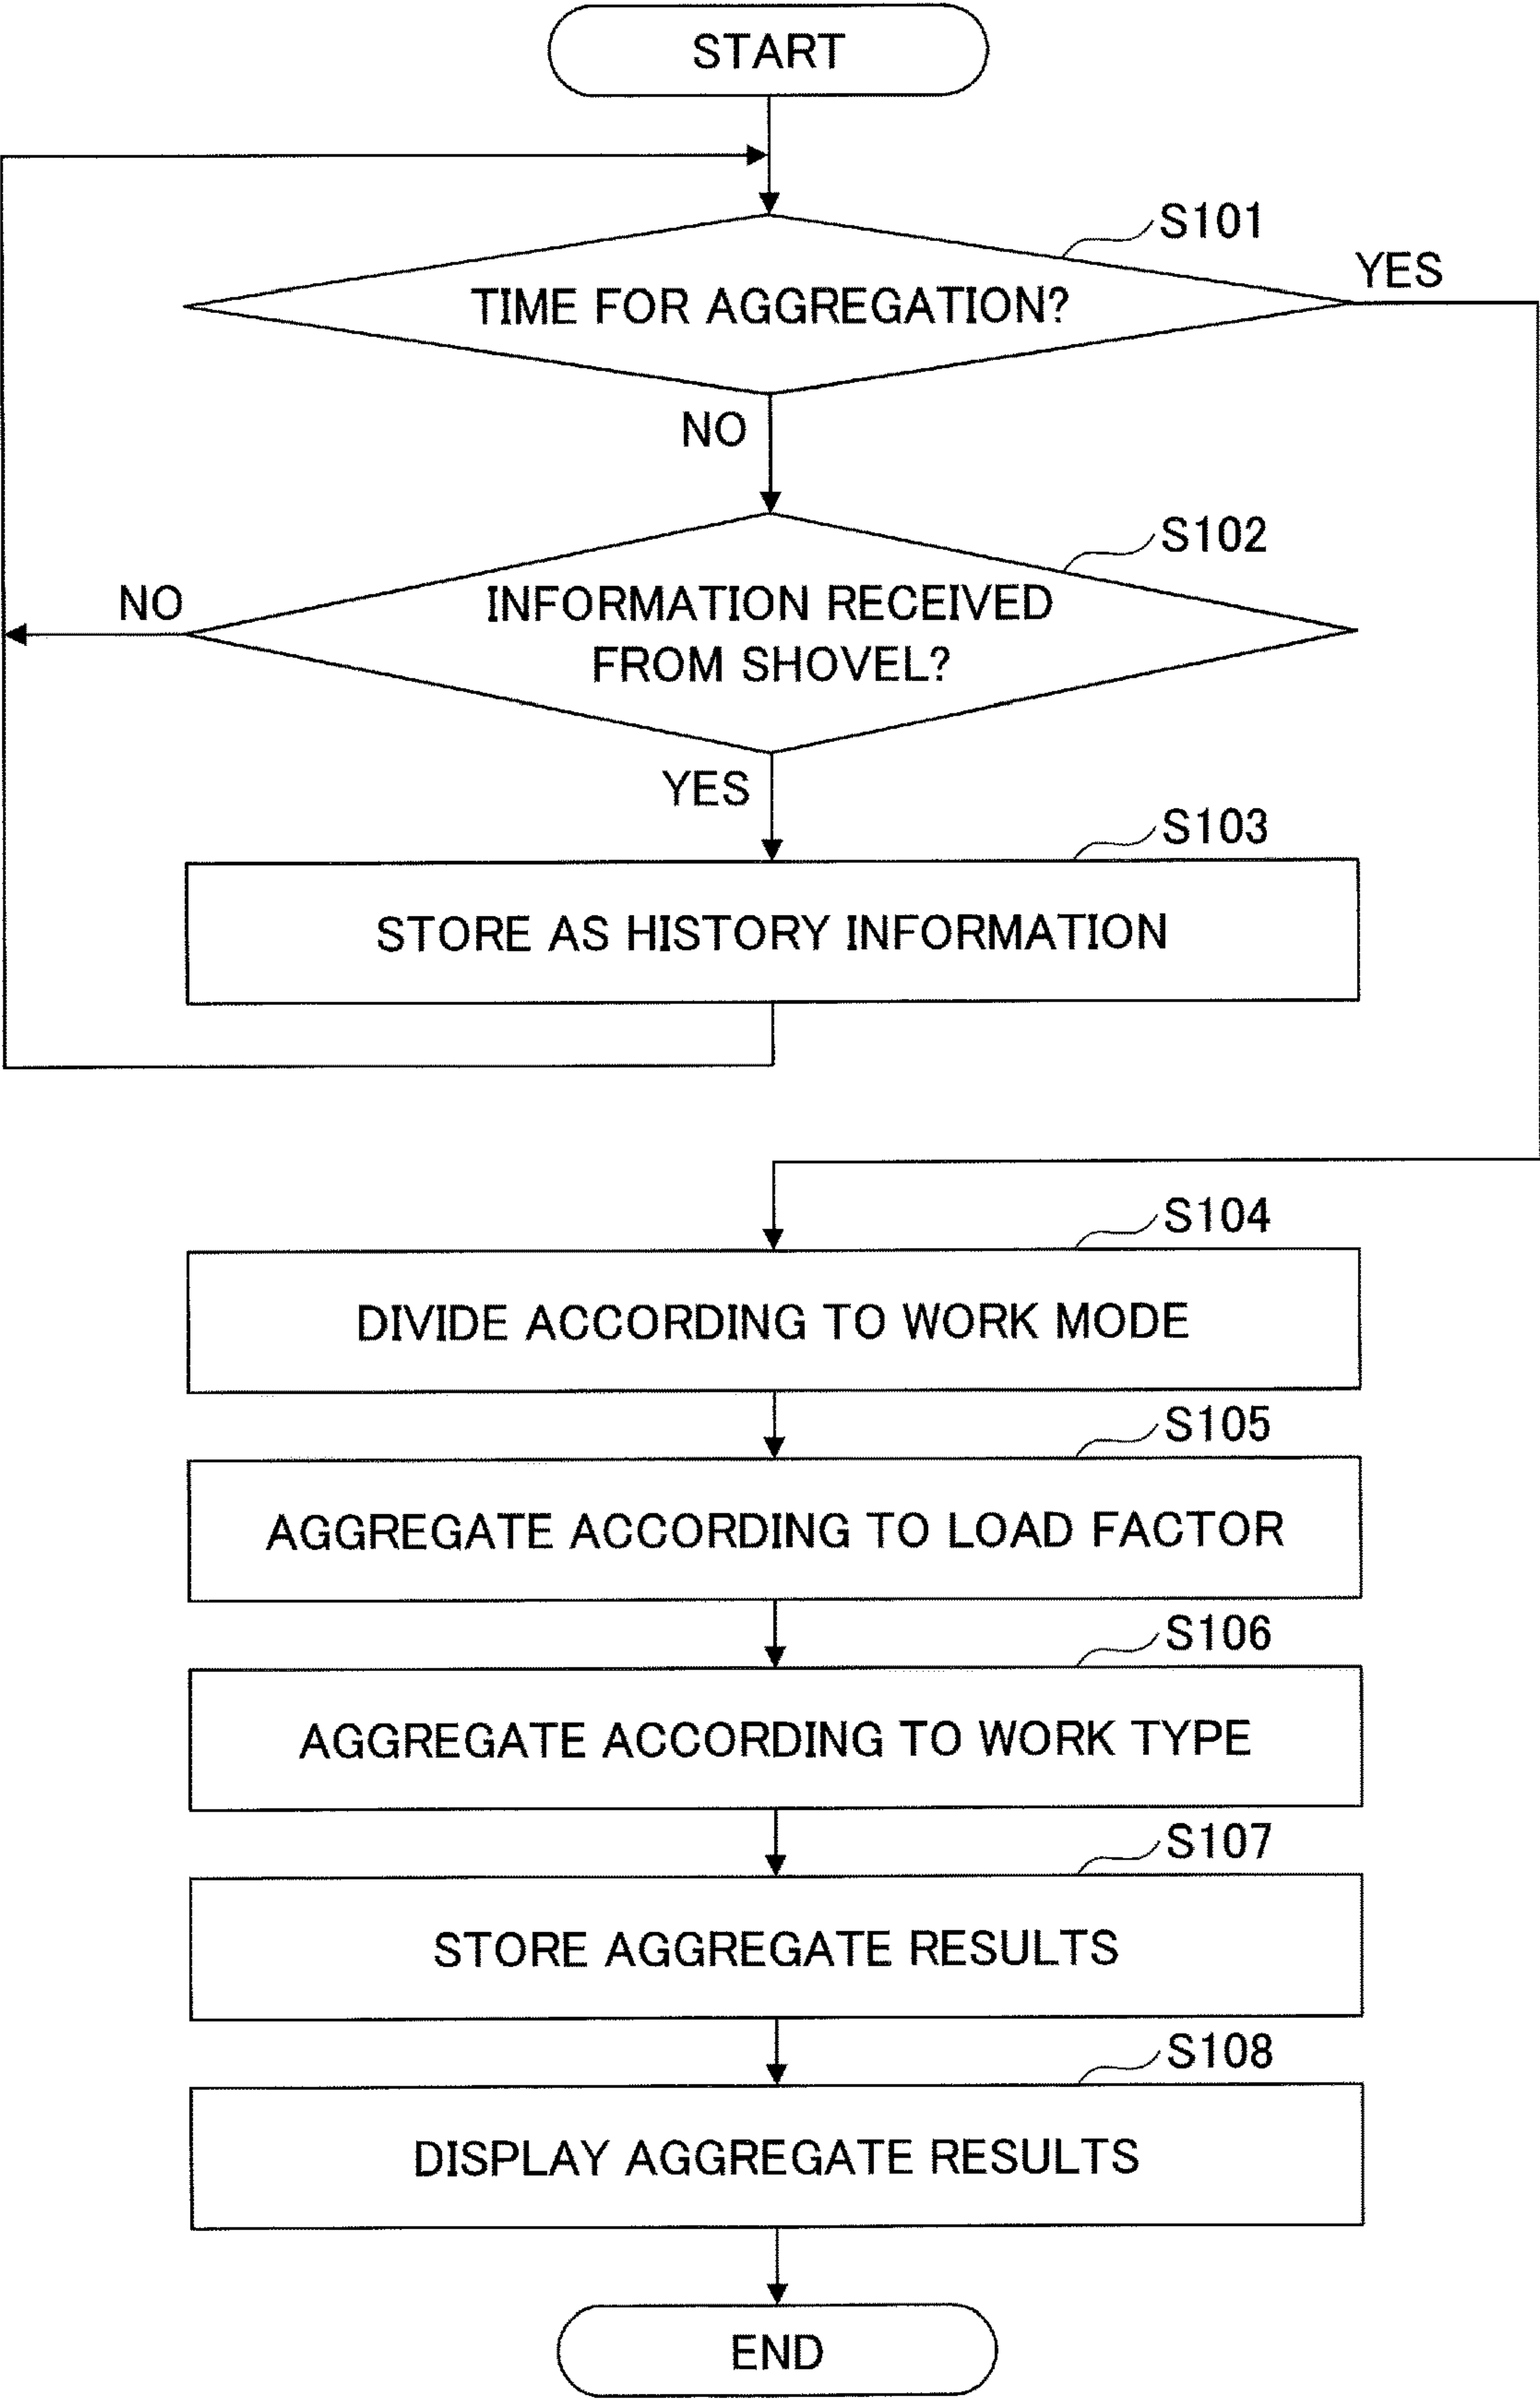 START
S101
YES
TIME FOR AGGREGATION?
NO
S102
NO
INFORMATION RECEIVED
FROM SHOVEL?
YES
S103
STORE AS HISTORY INFORMATION
S104
DIVIDE ACCORDING TO WORK MODE
S105
AGGREGATE ACCORDING TO LOAD FACTOR
S106
AGGREGATE ACCORDING TO WORK TYPE
S107
STORE AGGREGATE RESULTS
S108
DISPLAY AGGREGATE RESULTS
END